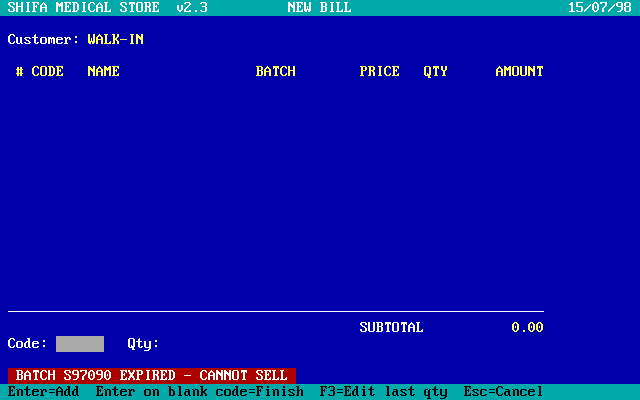 SHIFA MEDICAL STORE v2.3 NEW BILL 15/07/98
Customer: WALK-IN
# CODE NAME BATCH PRICE QTY AMOUNT
SUBTOTAL 0.00
Code: Qty:
BATCH S97090 EXPIRED - CANNOT SELL
Enter=Add Enter on blank code=Finish F3=Edit last qty Esc=Cancel